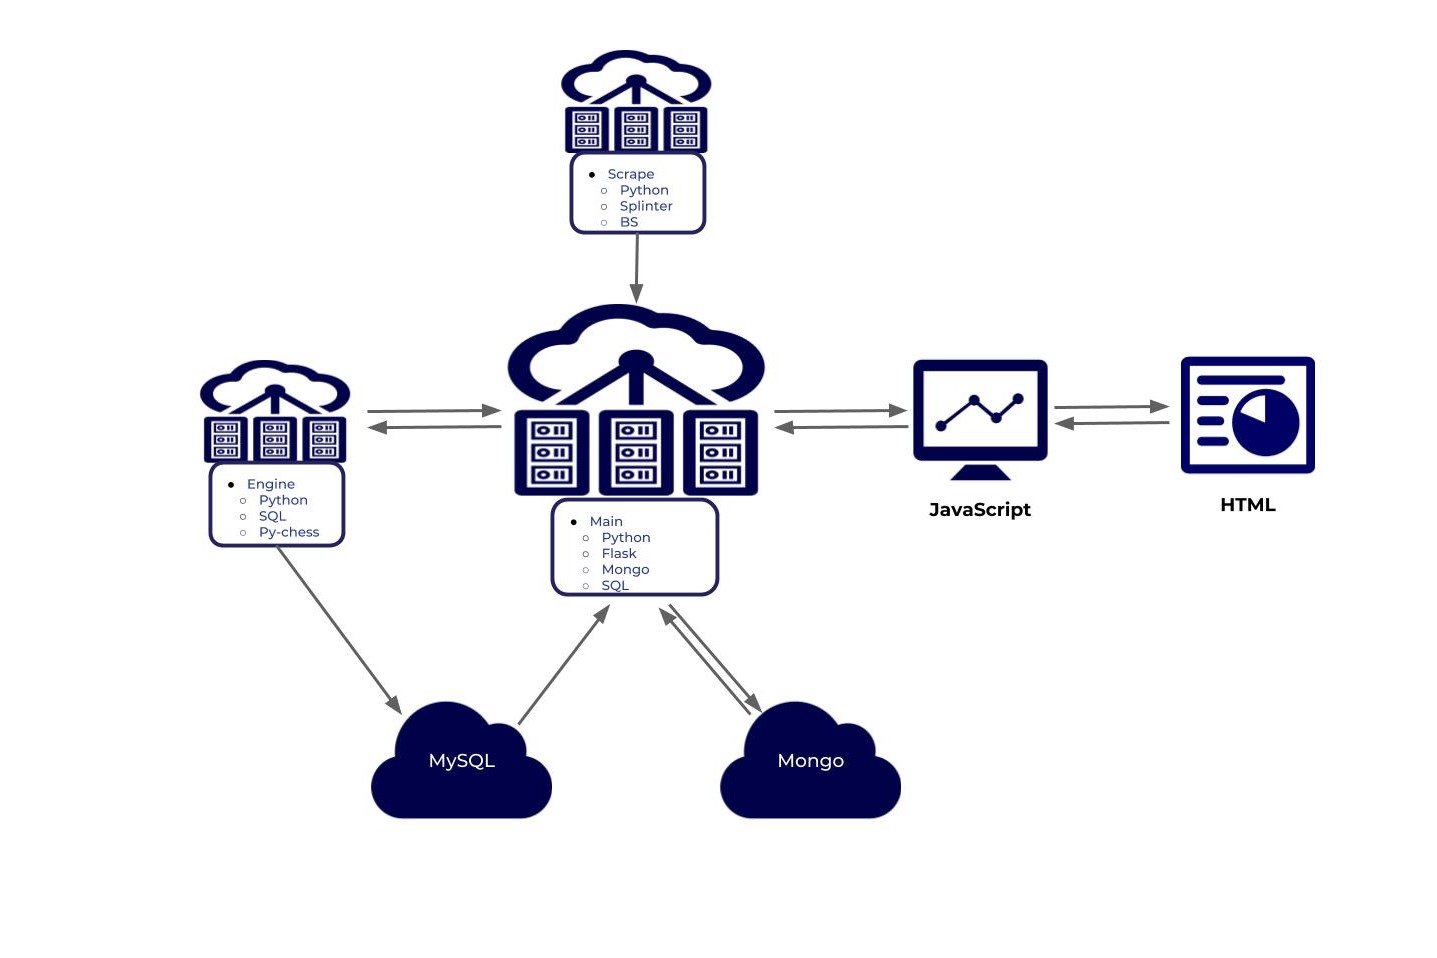 Scrape
Python
Splinter
BS
Engine
Python
SQL
Py-chess
Main
Python
Flask
Mongo
SQL
JavaScript
HTML
MySQL
Mongo